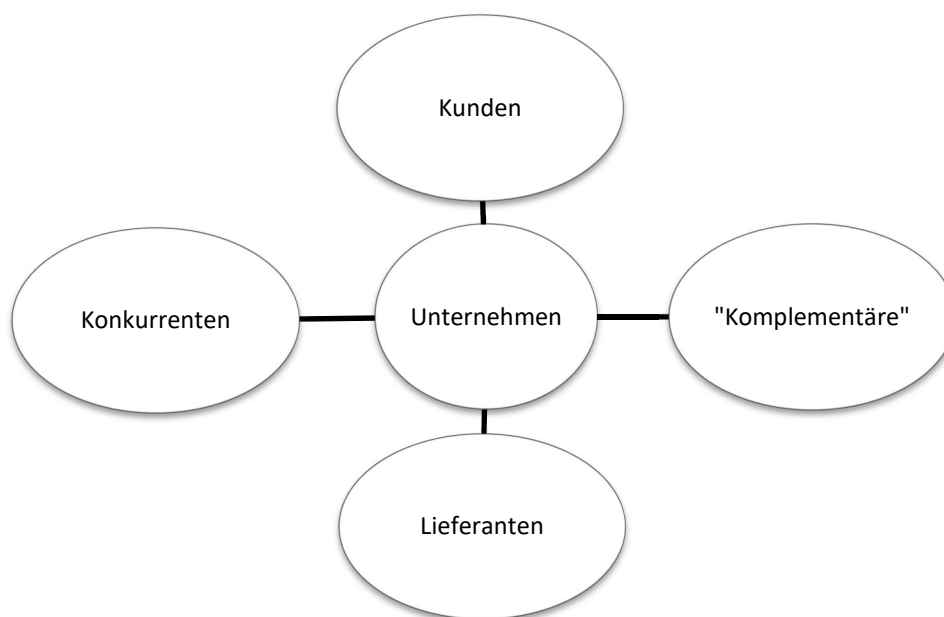 Kunden
Konkurrenten
Unternehmen
"Komplementäre"
Lieferanten